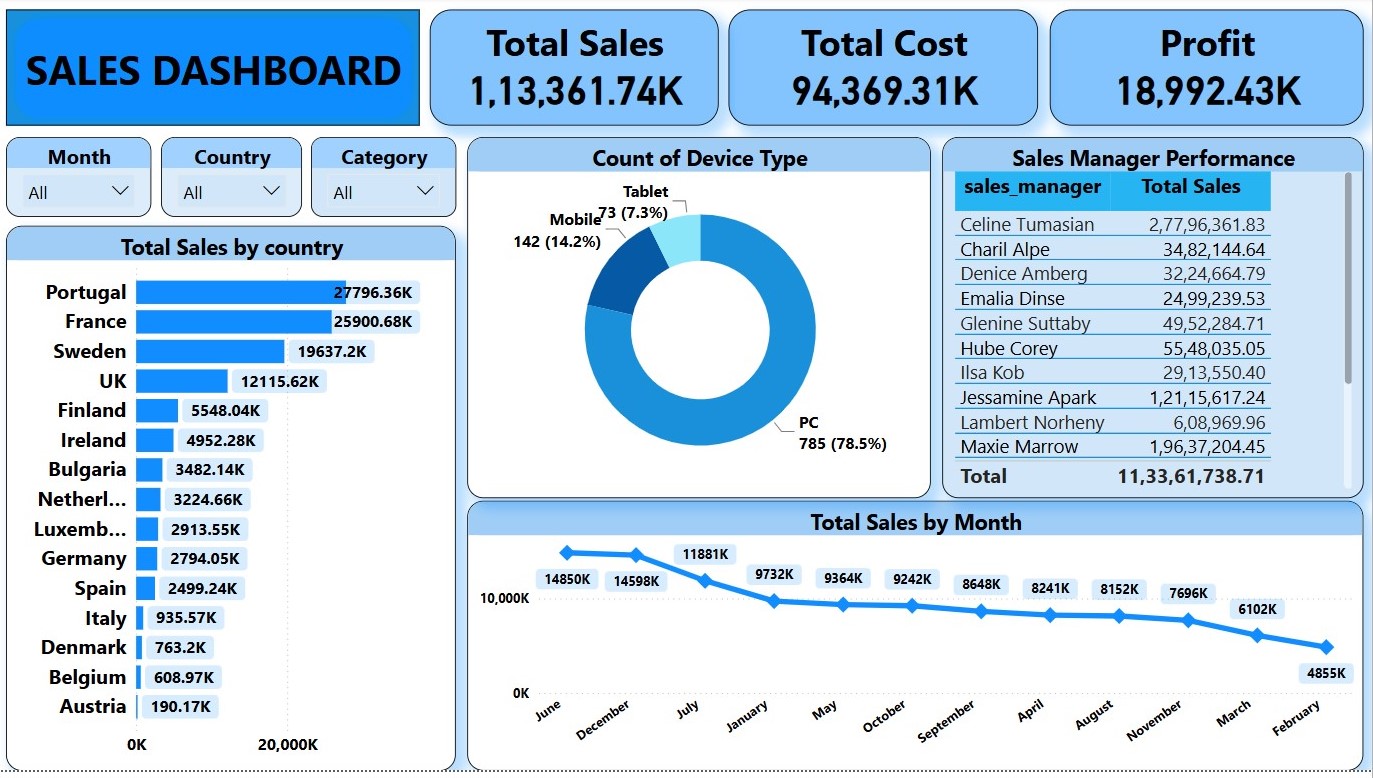 SALES DASHBOARD
Total Sales
1,13,361.74K
Total Cost
94,369.31K
Profit
18,992.43K
Month
All
Country
All
Category
All
Total Sales by country
Portugal 27796.36K
France 25900.68K
Sweden 19637.2K
UK 12115.62K
Finland 5548.04K
Ireland 4952.28K
Bulgaria 3482.14K
Netherl... 3224.66K
Luxemb... 2913.55K
Germany 2794.05K
Spain 2499.24K
Italy 935.57K
Denmark 763.2K
Belgium 608.97K
Austria 190.17K
0K 20,000K
Count of Device Type
Tablet
73 (7.3%)
Mobile
142 (14.2%)
PC
785 (78.5%)
Sales Manager Performance
sales_manager Total Sales
Celine Tumasian 2,77,96,361.83
Charil Alpe 34,82,144.64
Denice Amberg 32,24,664.79
Emalia Dinse 24,99,239.53
Glenine Suttaby 49,52,284.71
Hube Corey 55,48,035.05
Ilsa Kob 29,13,550.40
Jessamine Apark 1,21,15,617.24
Lambert Norheny 6,08,969.96
Maxie Marrow 1,96,37,204.45
Total 11,33,61,738.71
Total Sales by Month
14850K 14598K 11881K 9732K 9364K 9242K 8648K 8241K 8152K 7696K 6102K 4855K
10,000K
0K
June December July January May October September April August November March February